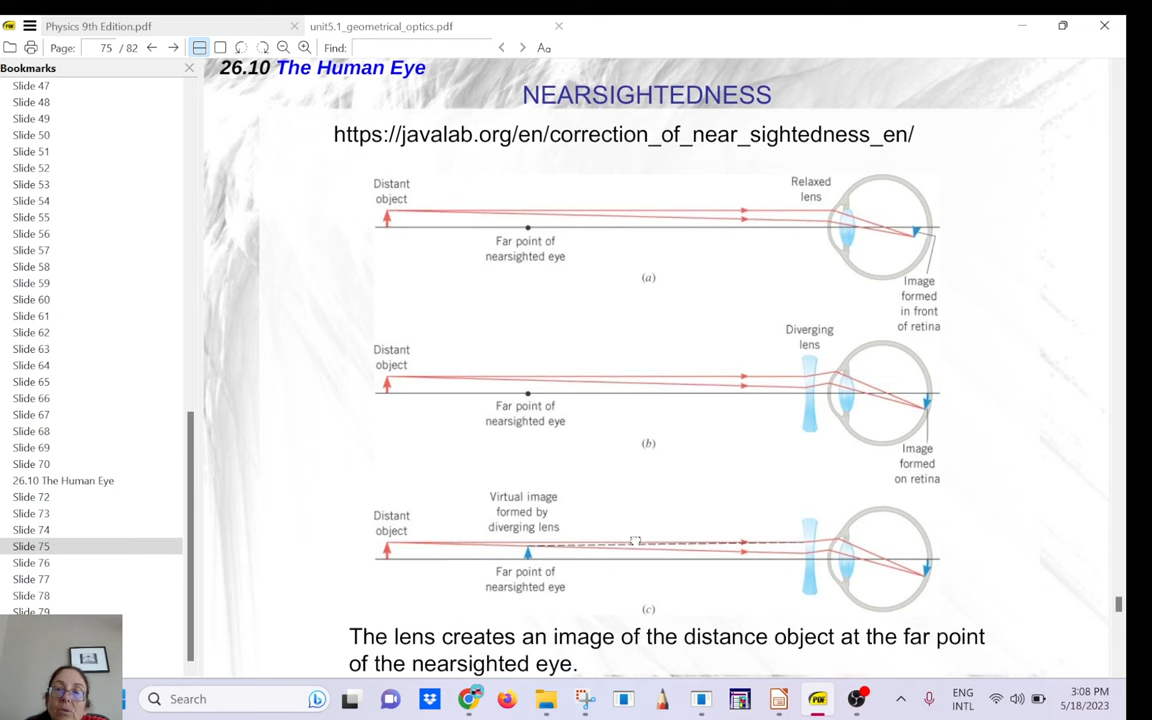 Physics 9th Edition.pdf
unit5.1_geometrical_optics.pdf
Page: 75 / 82
Find:
Aa
Bookmarks
Slide 47
Slide 48
Slide 49
Slide 50
Slide 51
Slide 52
Slide 53
Slide 54
Slide 55
Slide 56
Slide 57
Slide 58
Slide 59
Slide 60
Slide 61
Slide 62
Slide 63
Slide 64
Slide 65
Slide 66
Slide 67
Slide 68
Slide 69
Slide 70
26.10 The Human Eye
Slide 72
Slide 73
Slide 74
Slide 75
Slide 76
Slide 77
Slide 78
Slide 79
26.10 The Human Eye
NEARSIGHTEDNESS
https://javalab.org/en/correction_of_near_sightedness_en/
Distant
object
Relaxed
lens
Far point of
nearsighted eye
(a)
Image
formed
in front
of retina
Diverging
lens
Distant
object
Far point of
nearsighted eye
(b)
Image
formed
on retina
Virtual image
formed by
diverging lens
Distant
object
Far point of
nearsighted eye
(c)
The lens creates an image of the distance object at the far point
of the nearsighted eye.
Search
ENG
INTL
3:08 PM
5/18/2023